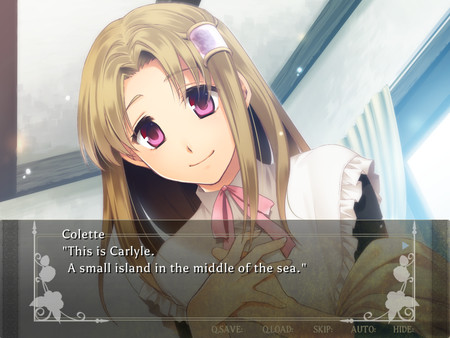 Colette
"This is Carlyle.
A small island in the middle of the sea."
Q.SAVE: Q.LOAD: SKIP: AUTO: HIDE: